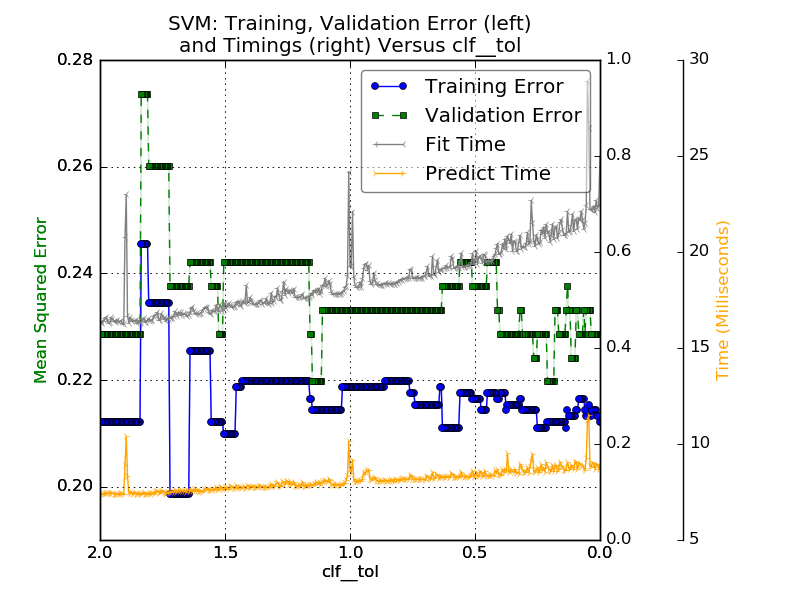 SVM: Training, Validation Error (left)
and Timings (right) Versus clf__tol
Training Error
Validation Error
Fit Time
Predict Time
Mean Squared Error
0.28
0.26
0.24
0.22
0.20
2.0
1.5
1.0
0.5
0.0
clf__tol
1.0
0.8
0.6
0.4
0.2
0.0
30
25
20
15
10
5
Time (Milliseconds)